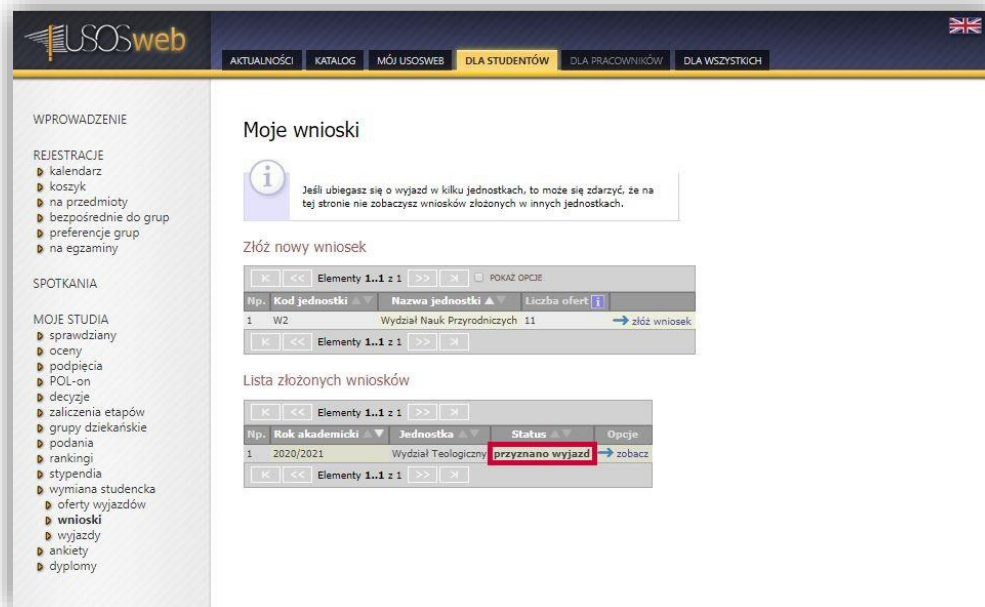 USOSweb
AKTUALNOŚCI KATALOG MÓJ USOSWEB DLA STUDENTÓW DLA PRACOWNIKÓW DLA WSZYSTKICH
WPROWADZENIE
REJESTRACJE
kalendarz
koszyk
na przedmioty
bezpośrednie do grup
preferencje grup
na egzaminy
SPOTKANIA
MOJE STUDIA
sprawdziany
oceny
podpięcia
POL-on
decyzje
zaliczenia etapów
grupy dziekańskie
podania
rankingi
stypendia
wymiana studencka
oferty wyjazdów
wnioski
wyjazdy
ankiety
dyplomy
Moje wnioski
i
Jeśli ubiegasz się o wyjazd w kilku jednostkach, to może się zdarzyć, że na
tej stronie nie zobaczysz wniosków złożonych w innych jednostkach.
Złóż nowy wniosek
K << Elementy 1..1 z 1 >> > POKAŻ OPCJE
Np. Kod jednostki Nazwa jednostki Liczba ofert i
1 W2 Wydział Nauk Przyrodniczych 11 złóż wniosek
K << Elementy 1..1 z 1 >> >
Lista złożonych wniosków
K << Elementy 1..1 z 1 >> >
Np. Rok akademicki Jednostka Status Opcje
1 2020/2021 Wydział Teologiczny przyznano wyjazd zobacz
K << Elementy 1..1 z 1 >> >